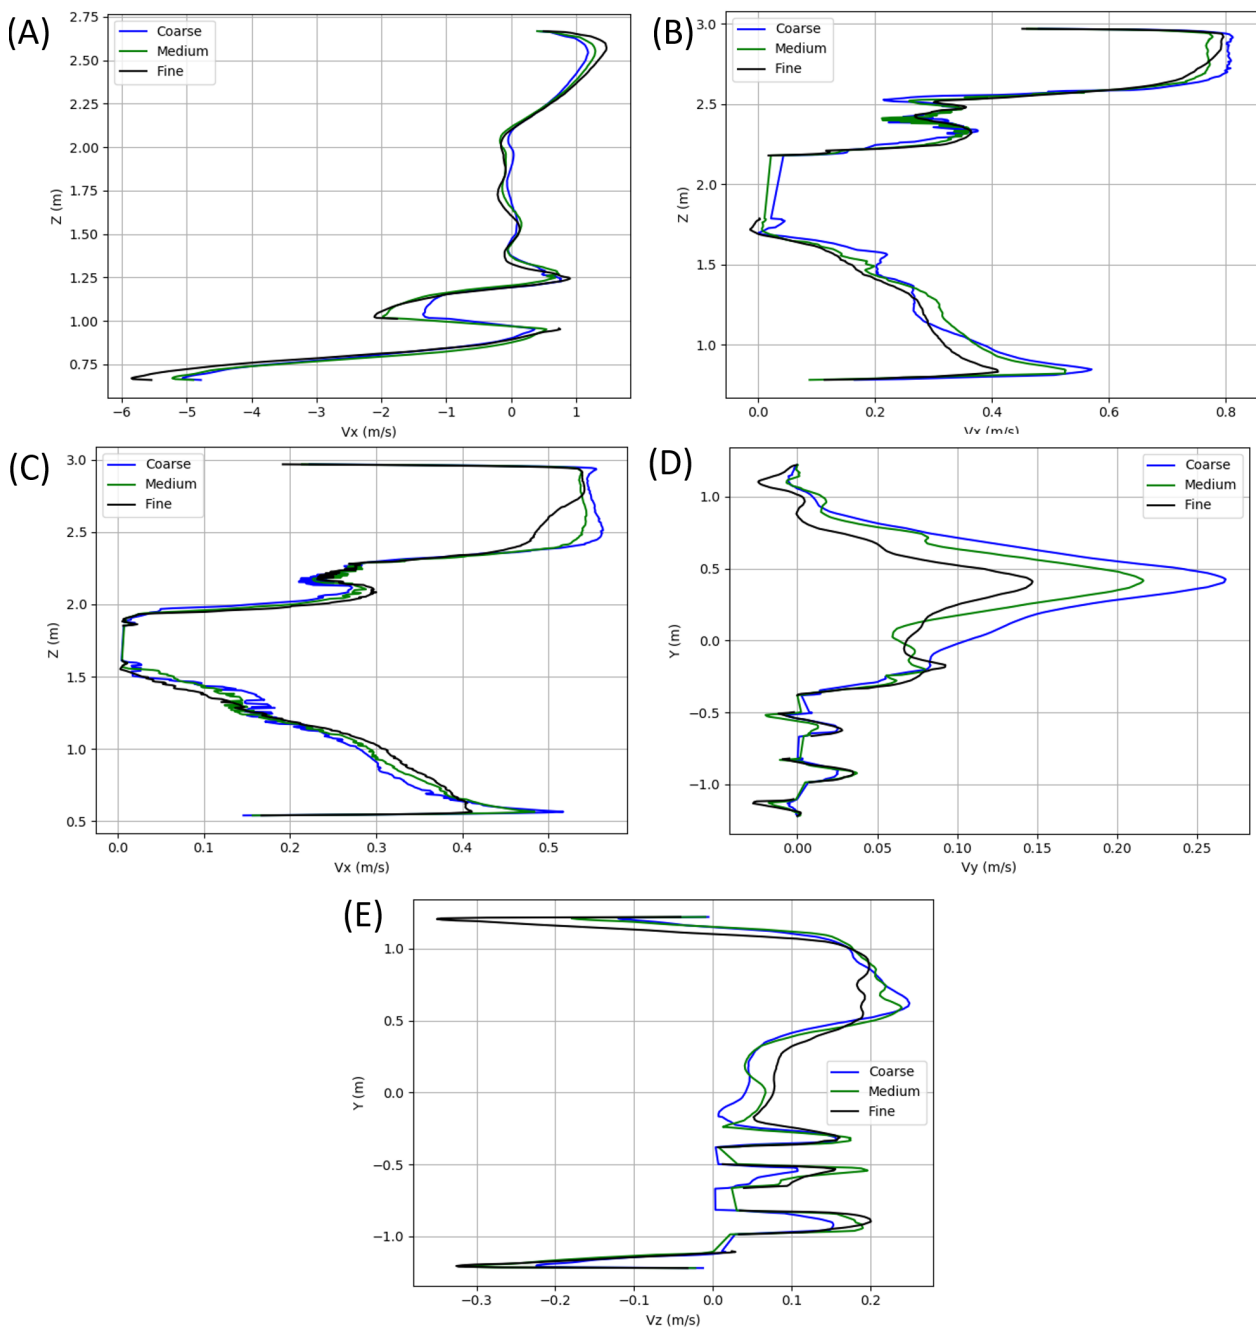 (A)
Coarse
Medium
Fine
2.75
2.50
2.25
2.00
1.75
1.50
1.25
1.00
0.75
Z (m)
−6 −5 −4 −3 −2 −1 0 1
Vx (m/s)
(B)
Coarse
Medium
Fine
3.0
2.5
2.0
1.5
1.0
Z (m)
0.0 0.2 0.4 0.6 0.8
Vx (m/s)
(C)
Coarse
Medium
Fine
3.0
2.5
2.0
1.5
1.0
0.5
Z (m)
0.0 0.1 0.2 0.3 0.4 0.5
Vx (m/s)
(D)
Coarse
Medium
Fine
1.0
0.5
0.0
−0.5
−1.0
Y (m)
0.00 0.05 0.10 0.15 0.20 0.25
Vy (m/s)
(E)
Coarse
Medium
Fine
1.0
0.5
0.0
−0.5
−1.0
Y (m)
−0.3 −0.2 −0.1 0.0 0.1 0.2
Vz (m/s)